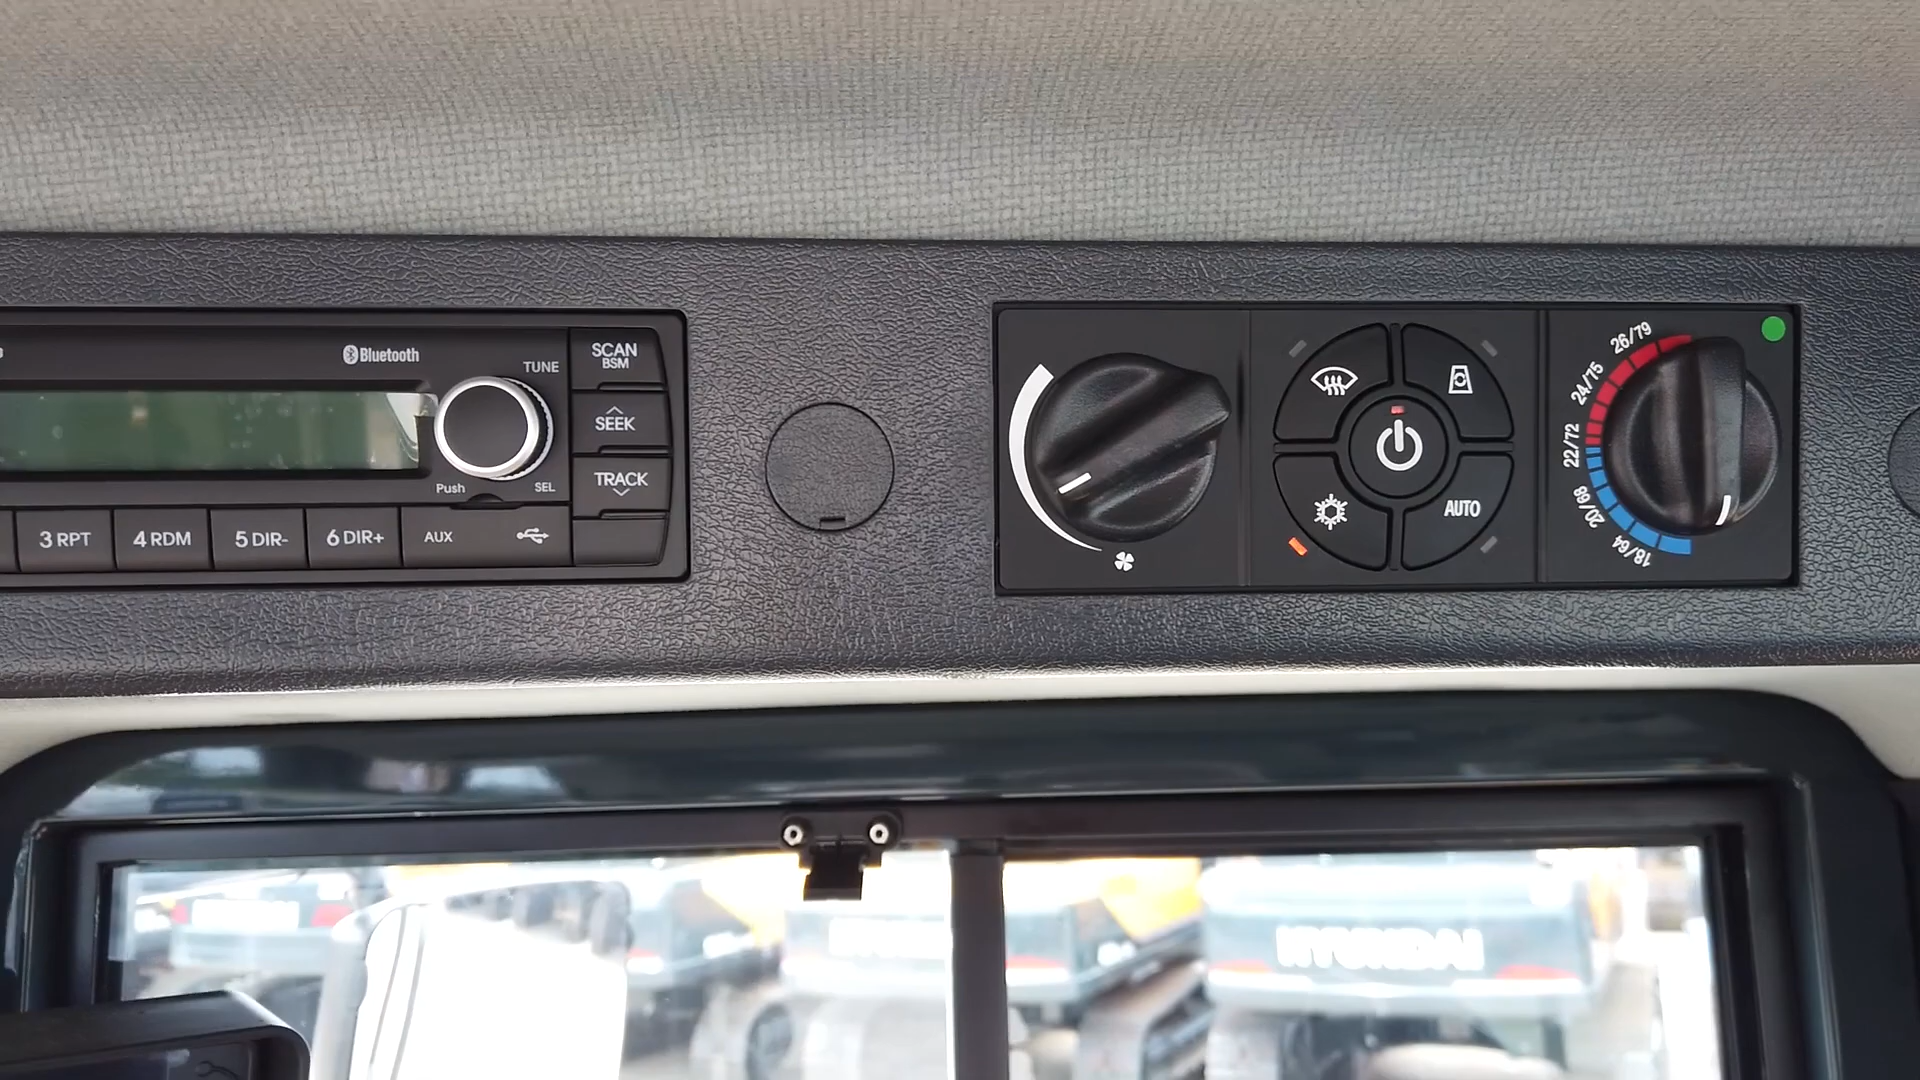 Bluetooth
TUNE
SCAN
BSM
SEEK
TRACK
Push
SEL
3 RPT
4 RDM
5 DIR-
6 DIR+
AUX
AUTO
26/79
24/75
22/72
20/68
18/64
HYUNDAI